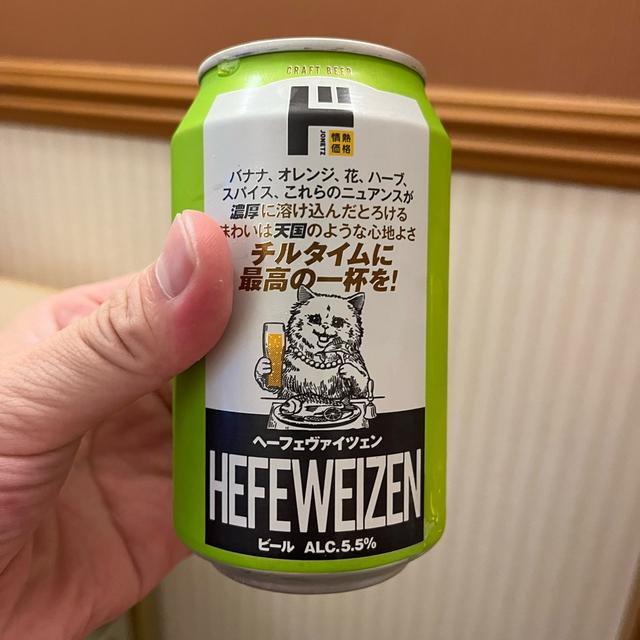 CRAFT BEER
ド
JONETZ
情熱
価格
バナナ、オレンジ、花、ハーブ、
スパイス、これらのニュアンスが
濃厚に溶け込んだとろける
味わいは天国のような心地よさ
チルタイムに
最高の一杯を!
ヘーフェヴァイツェン
HEFEWEIZEN
ビール ALC.5.5%